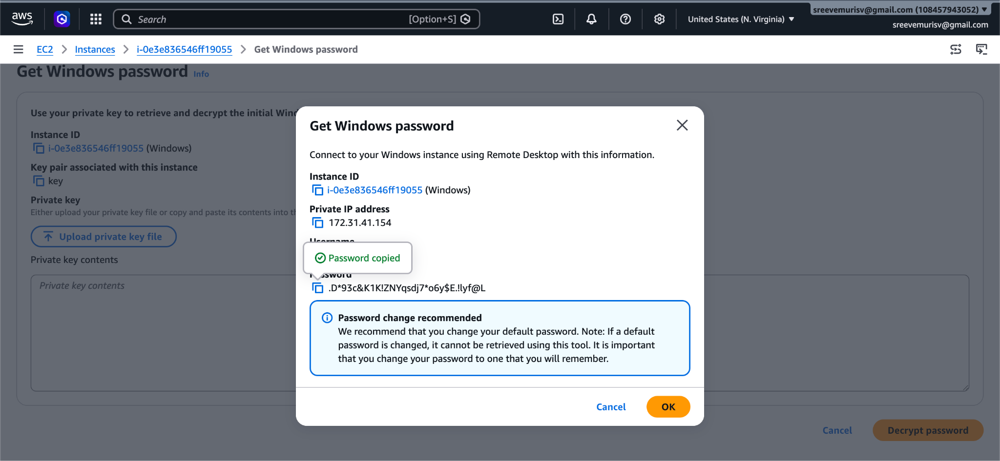 aws
Search
[Option+S]
United States (N. Virginia)
sreevemurisv@gmail.com (108457943052)
sreevemurisv@gmail.com
EC2
Instances
i-0e3e836546ff19055
Get Windows password
Get Windows password Info
Use your private key to retrieve and decrypt the initial Wind
Instance ID
i-0e3e836546ff19055 (Windows)
Key pair associated with this instance
key
Private key
Either upload your private key file or copy and paste its contents into th
Upload private key file
Private key contents
Private key contents
Get Windows password
Connect to your Windows instance using Remote Desktop with this information.
Instance ID
i-0e3e836546ff19055 (Windows)
Private IP address
172.31.41.154
Username
Password copied
Password
.D*93c&K1K!ZNYqsdj7*o6y$E.!lyf@L
Password change recommended
We recommend that you change your default password. Note: If a default
password is changed, it cannot be retrieved using this tool. It is important
that you change your password to one that you will remember.
Cancel
OK
Cancel
Decrypt password